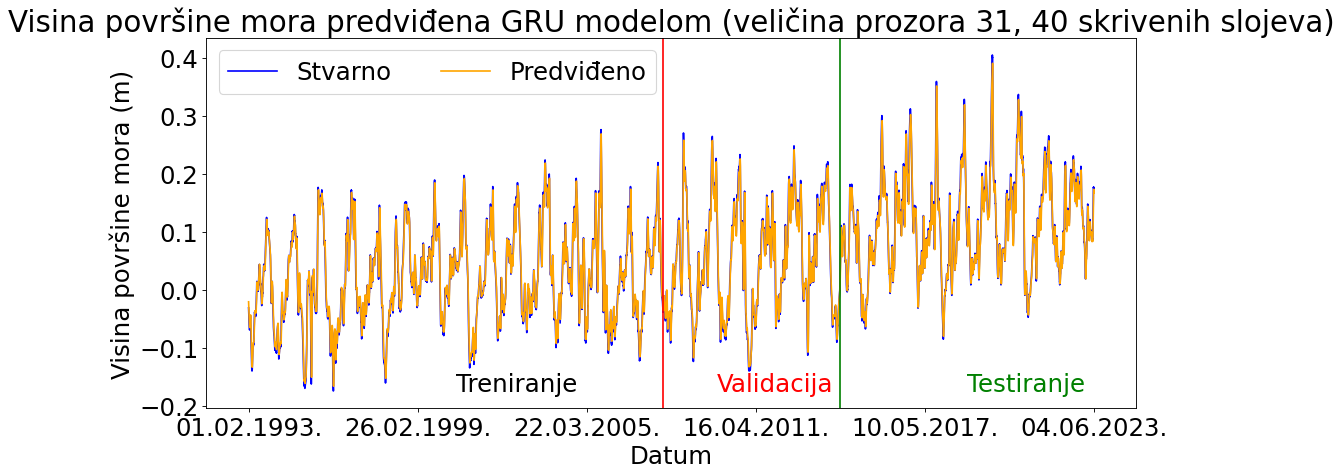 Visina površine mora predviđena GRU modelom (veličina prozora 31, 40 skrivenih slojeva)
Stvarno Predviđeno
Visina površine mora (m)
0.4
0.3
0.2
0.1
0.0
−0.1
−0.2
Treniranje Validacija Testiranje
01.02.1993. 26.02.1999. 22.03.2005. 16.04.2011. 10.05.2017. 04.06.2023.
Datum